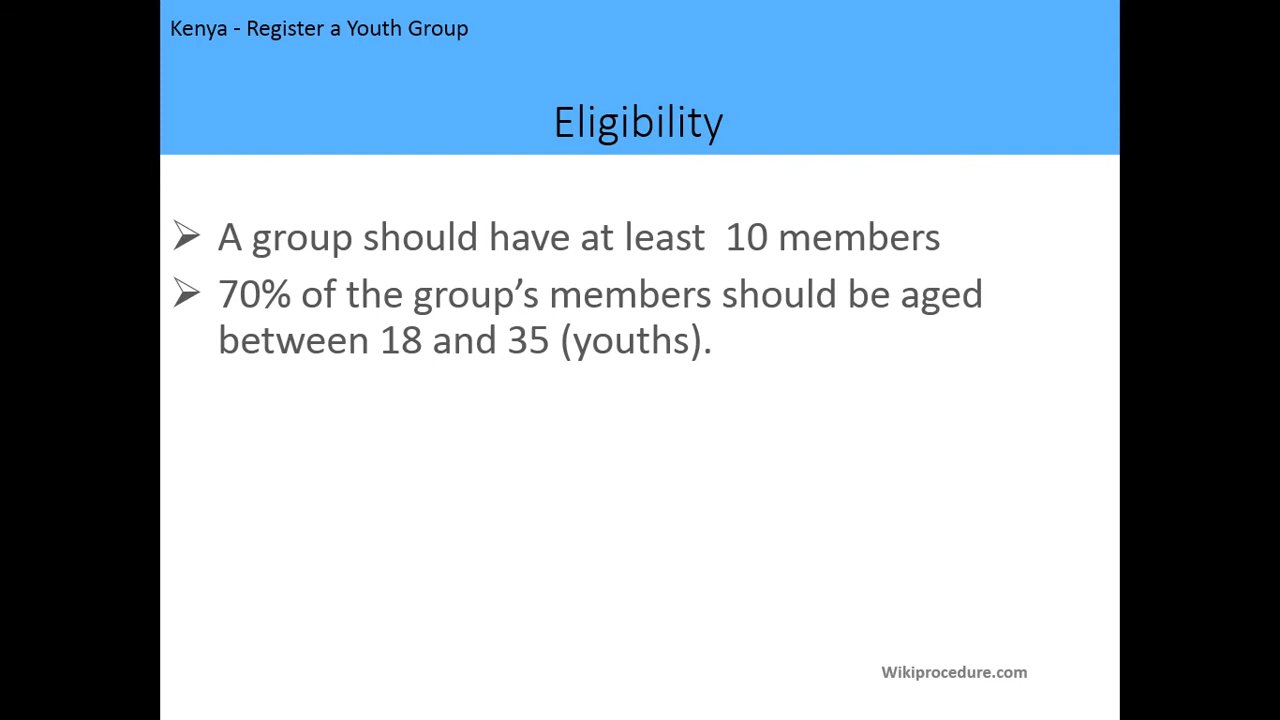 Kenya - Register a Youth Group
Eligibility
➢ A group should have at least  10 members
➢ 70% of the group’s members should be aged
between 18 and 35 (youths).
Wikiprocedure.com